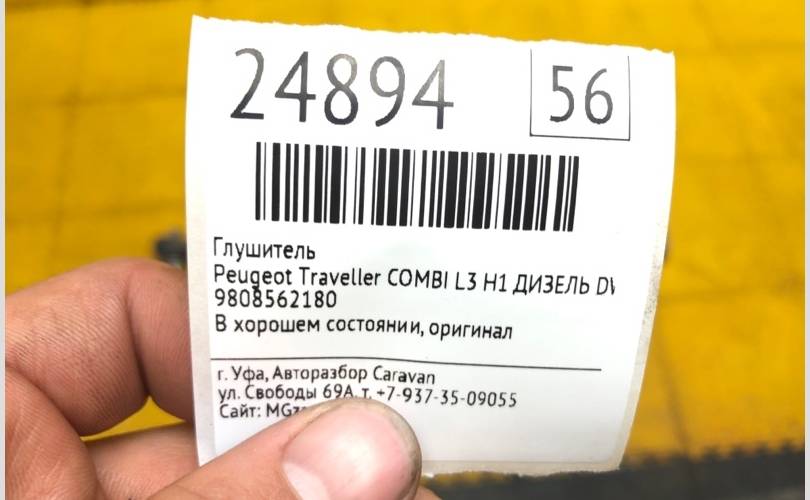 24894 56
Глушитель
Peugeot Traveller COMBI L3 H1 ДИЗЕЛЬ
9808562180
В хорошем состоянии, оригинал
г. Уфа, Авторазбор Caravan
ул. Свободы 69А, т. +7-937-35-09055
Сайт: